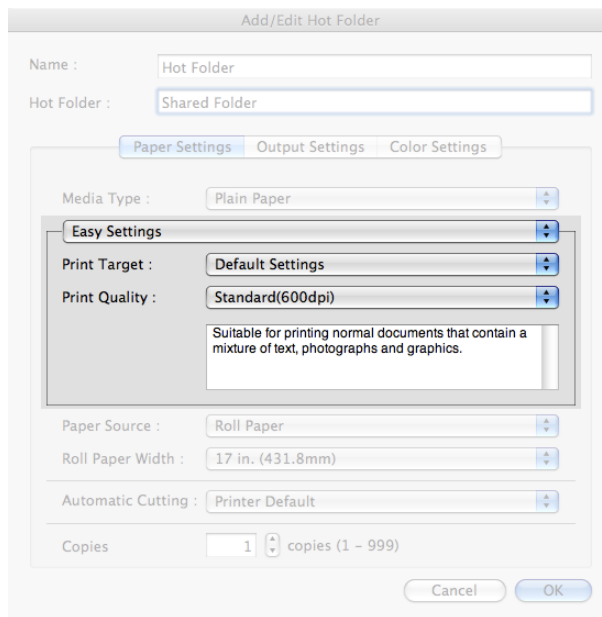 Add/Edit Hot Folder
Name : Hot Folder
Hot Folder : Shared Folder
Paper Settings Output Settings Color Settings
Media Type : Plain Paper
Easy Settings
Print Target : Default Settings
Print Quality : Standard(600dpi)
Suitable for printing normal documents that contain a
mixture of text, photographs and graphics.
Paper Source : Roll Paper
Roll Paper Width : 17 in. (431.8mm)
Automatic Cutting : Printer Default
Copies 1 copies (1 – 999)
Cancel OK